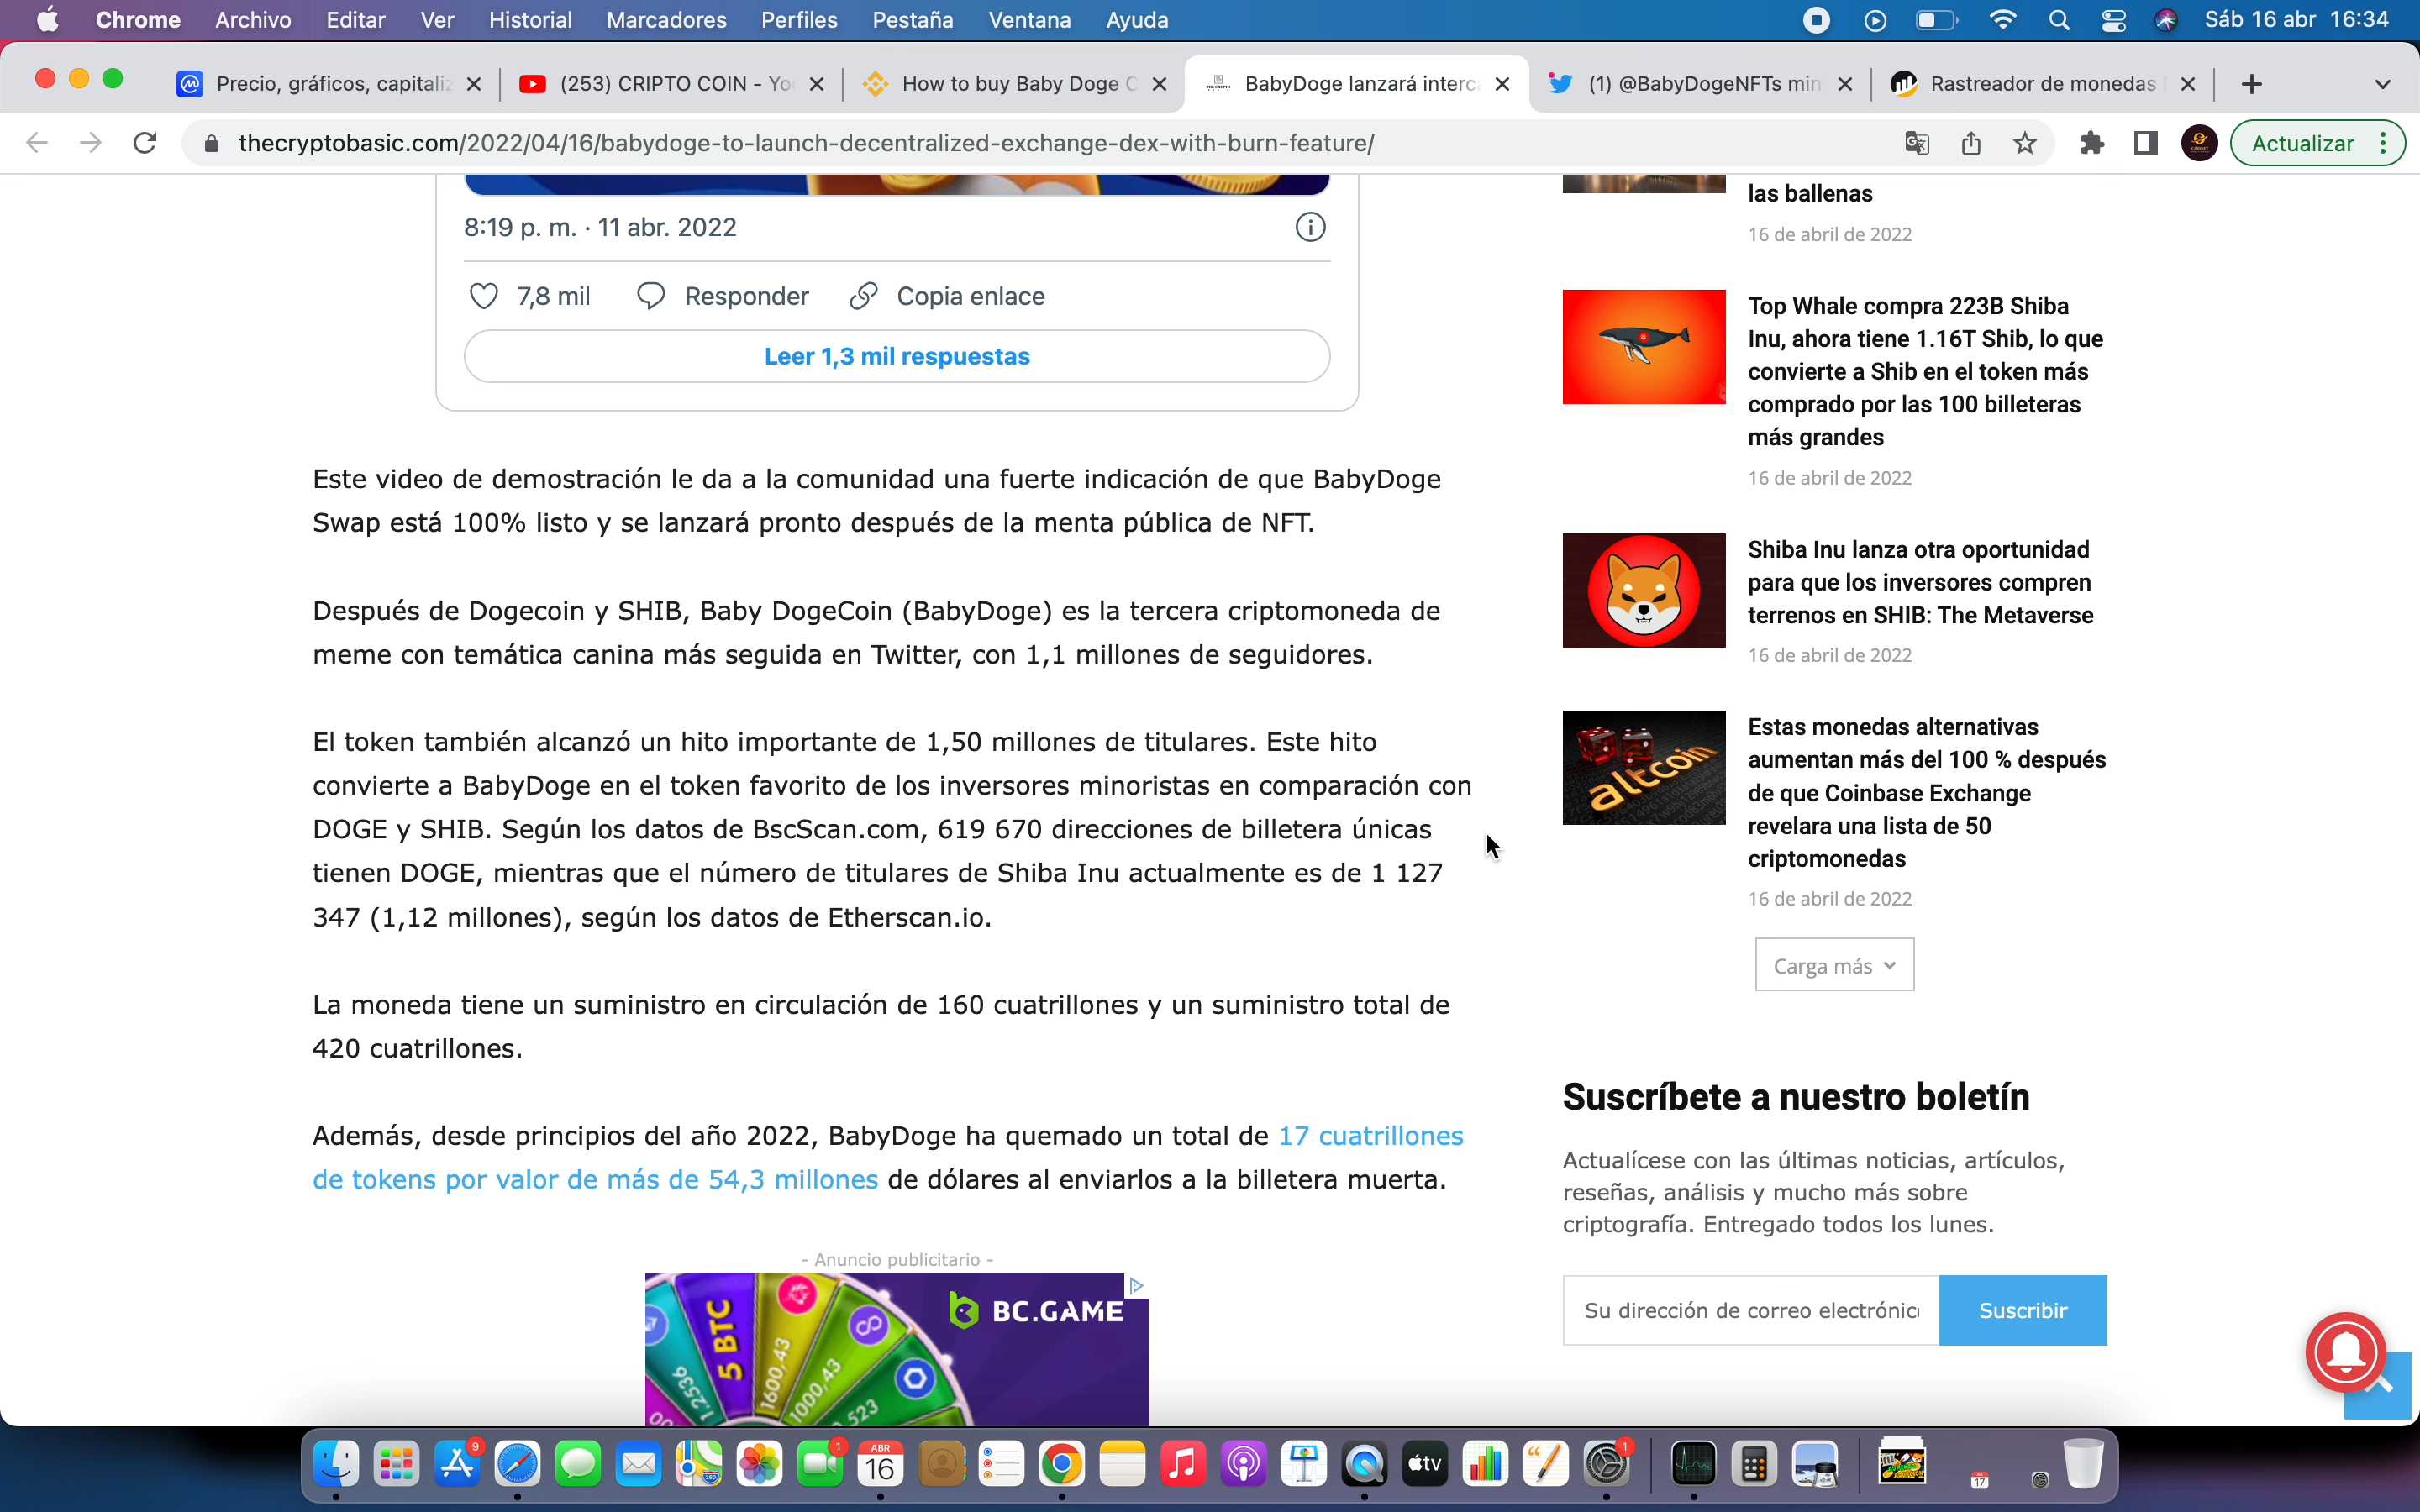 Chrome Archivo Editar Ver Historial Marcadores Perfiles Pestaña Ventana Ayuda Sáb 16 abr 16:34
Precio, gráficos, capitaliz (253) CRIPTO COIN - You How to buy Baby Doge C BabyDoge lanzará interca (1) @BabyDogeNFTs min Rastreador de monedas
thecryptobasic.com/2022/04/16/babydoge-to-launch-decentralized-exchange-dex-with-burn-feature/ Actualizar
8:19 p. m. · 11 abr. 2022
7,8 mil Responder Copia enlace
Leer 1,3 mil respuestas
Este video de demostración le da a la comunidad una fuerte indicación de que BabyDoge
Swap está 100% listo y se lanzará pronto después de la menta pública de NFT.
Después de Dogecoin y SHIB, Baby DogeCoin (BabyDoge) es la tercera criptomoneda de
meme con temática canina más seguida en Twitter, con 1,1 millones de seguidores.
El token también alcanzó un hito importante de 1,50 millones de titulares. Este hito
convierte a BabyDoge en el token favorito de los inversores minoristas en comparación con
DOGE y SHIB. Según los datos de BscScan.com, 619 670 direcciones de billetera únicas
tienen DOGE, mientras que el número de titulares de Shiba Inu actualmente es de 1 127
347 (1,12 millones), según los datos de Etherscan.io.
La moneda tiene un suministro en circulación de 160 cuatrillones y un suministro total de
420 cuatrillones.
Además, desde principios del año 2022, BabyDoge ha quemado un total de 17 cuatrillones
de tokens por valor de más de 54,3 millones de dólares al enviarlos a la billetera muerta.
- Anuncio publicitario -
BC.GAME
5 BTC
1600,43
1000,43
1,2536
523
las ballenas
16 de abril de 2022
Top Whale compra 223B Shiba
Inu, ahora tiene 1.16T Shib, lo que
convierte a Shib en el token más
comprado por las 100 billeteras
más grandes
16 de abril de 2022
Shiba Inu lanza otra oportunidad
para que los inversores compren
terrenos en SHIB: The Metaverse
16 de abril de 2022
altcoin
Estas monedas alternativas
aumentan más del 100 % después
de que Coinbase Exchange
revelara una lista de 50
criptomonedas
16 de abril de 2022
Carga más
Suscríbete a nuestro boletín
Actualícese con las últimas noticias, artículos,
reseñas, análisis y mucho más sobre
criptografía. Entregado todos los lunes.
Su dirección de correo electrónic Suscribir
9 1 ABR 16 tv 1 17